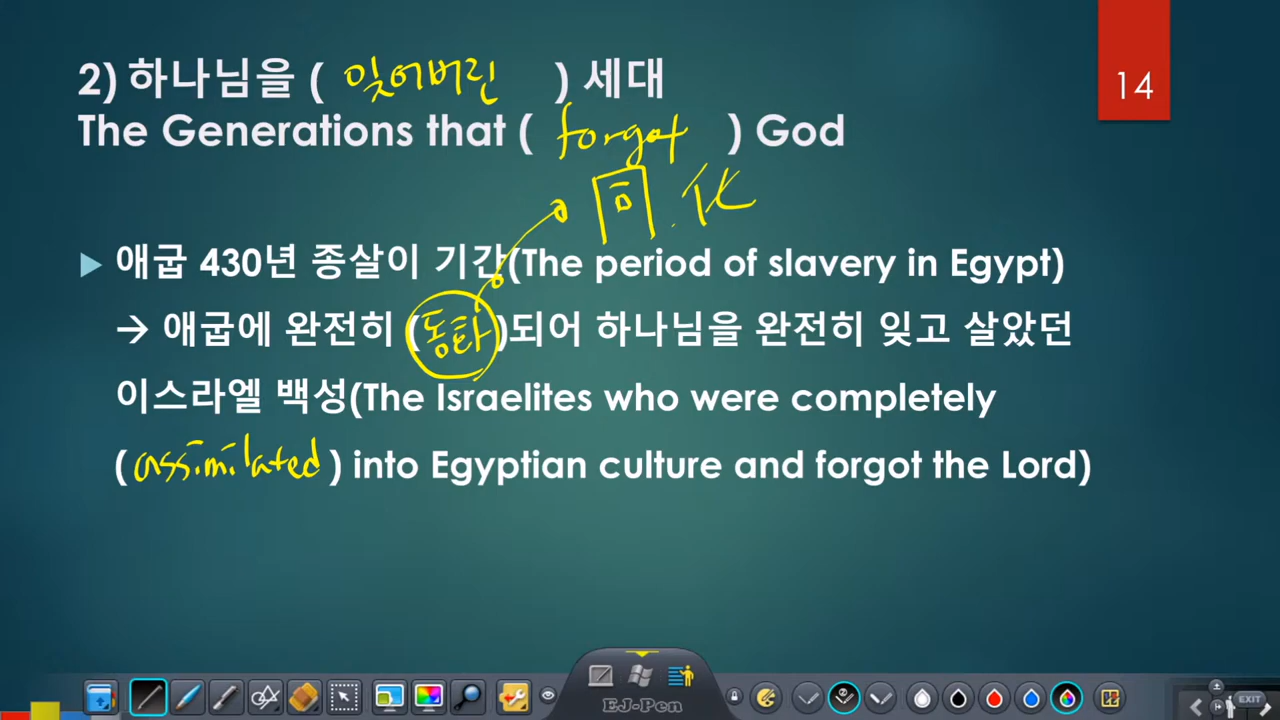 14
2) 하나님을 ( 잊어버린 ) 세대
The Generations that ( forgot ) God
同化
애굽 430년 종살이 기간(The period of slavery in Egypt)
→ 애굽에 완전히 (동화)되어 하나님을 완전히 잊고 살았던
이스라엘 백성(The Israelites who were completely
(assimilated) into Egyptian culture and forgot the Lord)
EJ-Pen
EXIT